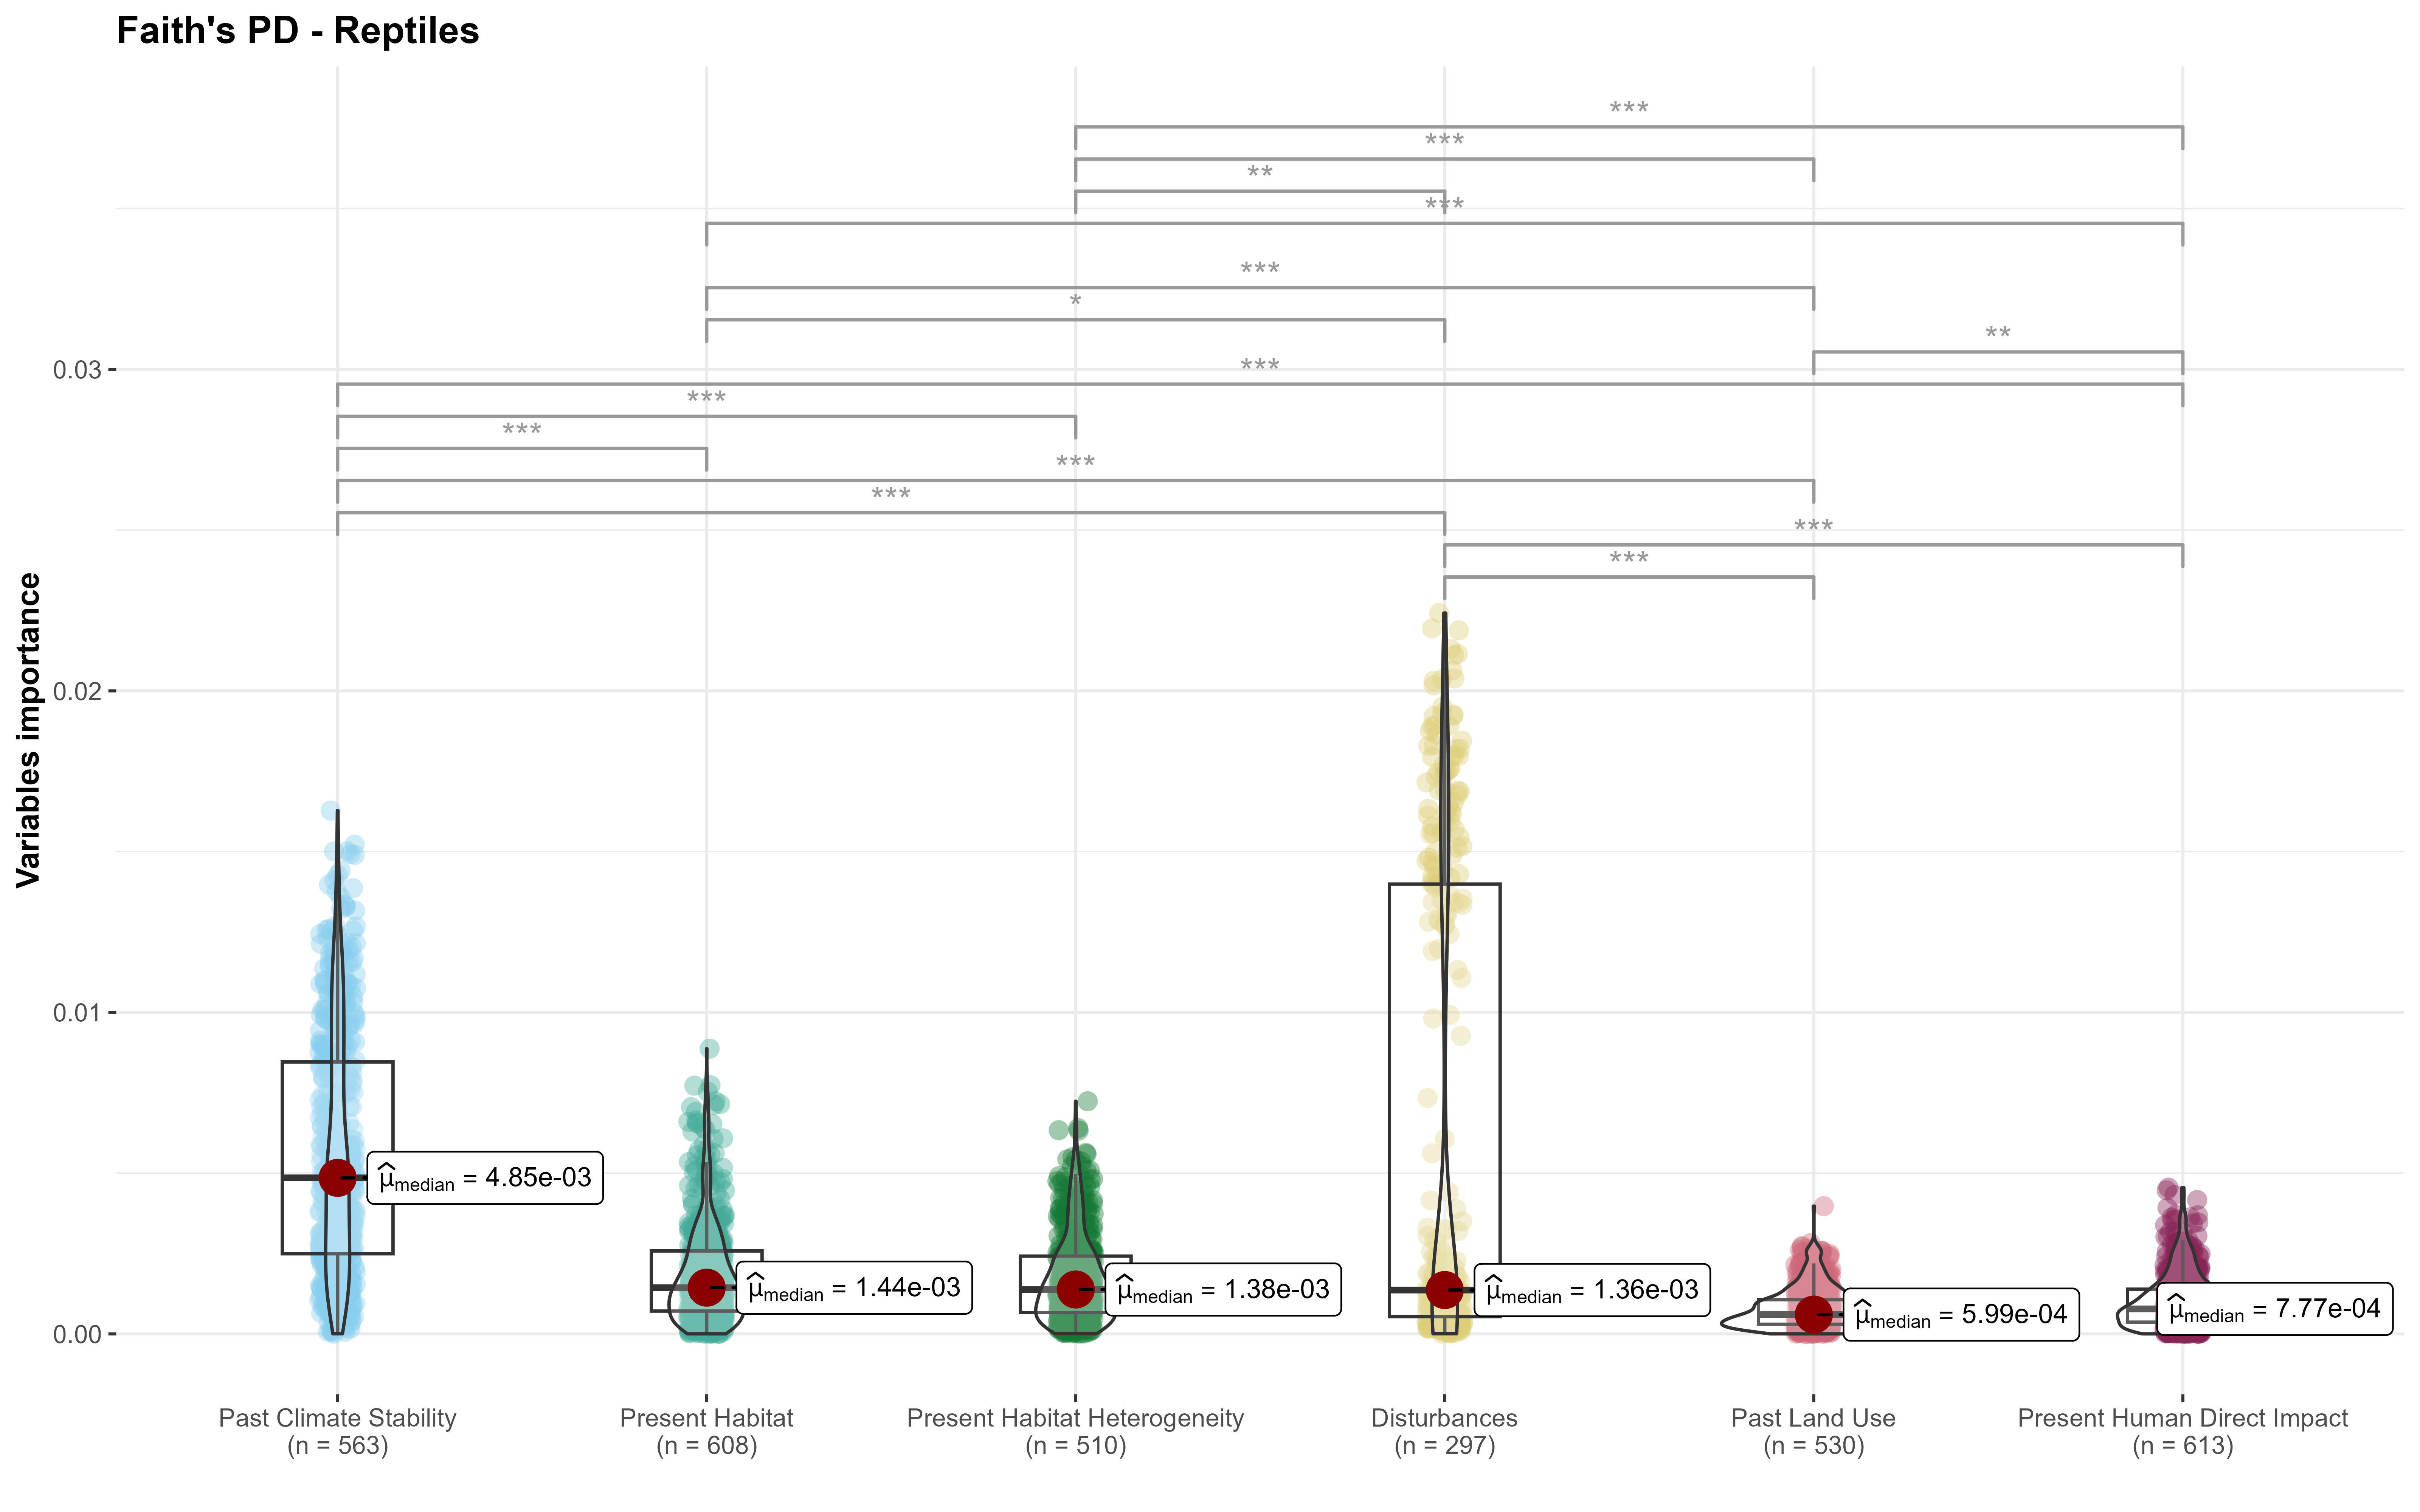 Faith's PD - Reptiles
***
***
**
***
***
*
**
***
***
***
***
***
***
***
Variables importance
0.03
0.02
0.01
0.00
μ̂median = 4.85e-03
μ̂median = 1.44e-03
μ̂median = 1.38e-03
μ̂median = 1.36e-03
μ̂median = 5.99e-04
μ̂median = 7.77e-04
Past Climate Stability
(n = 563)
Present Habitat
(n = 608)
Present Habitat Heterogeneity
(n = 510)
Disturbances
(n = 297)
Past Land Use
(n = 530)
Present Human Direct Impact
(n = 613)